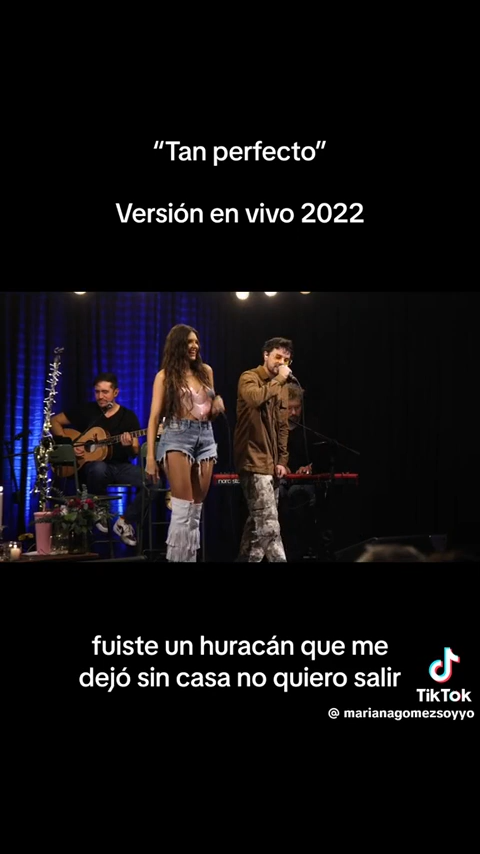 “Tan perfecto”
Versión en vivo 2022
nord
fuiste un huracán que me
dejó sin casa no quiero salir
TikTok
@ marianagomezsoyyo